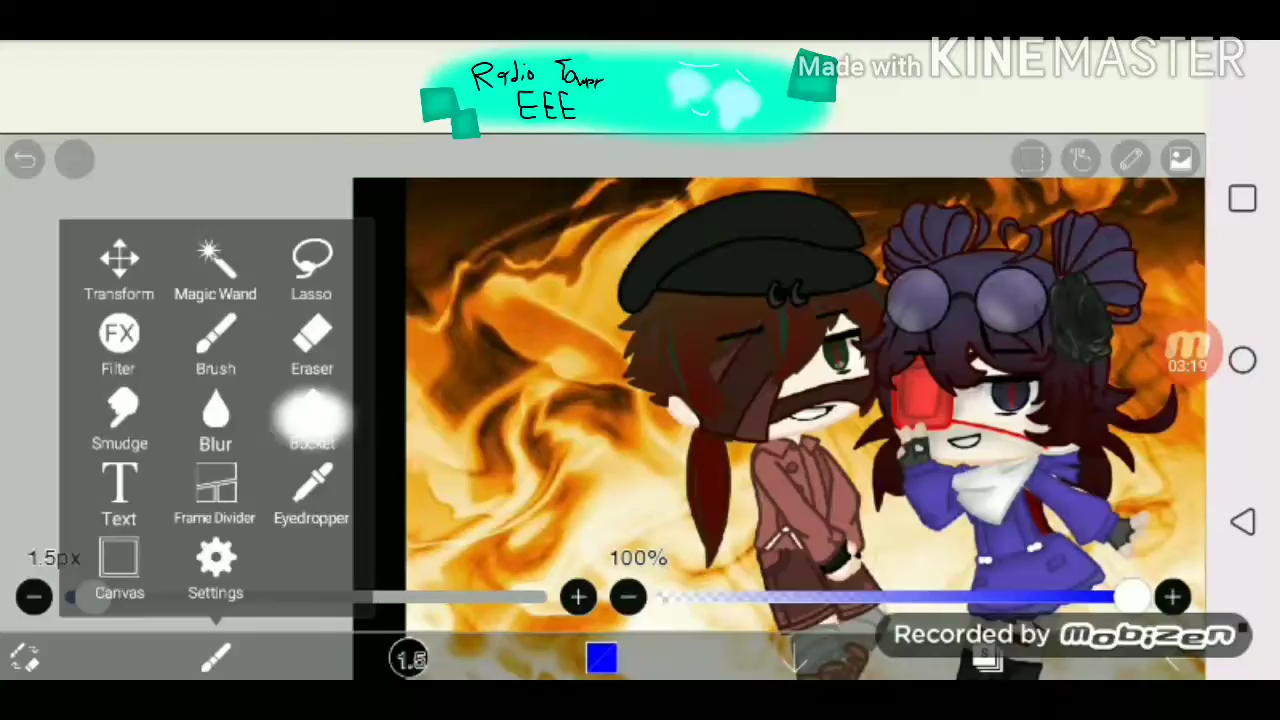 Made with KINEMASTER
Radio Tower
EEE
Transform
Magic Wand
Lasso
FX
Filter
Brush
Eraser
Smudge
Blur
Bucket
T
Text
Frame Divider
Eyedropper
Canvas
Settings
1.5px
100%
03:19
Recorded by mobizen
1.5
S